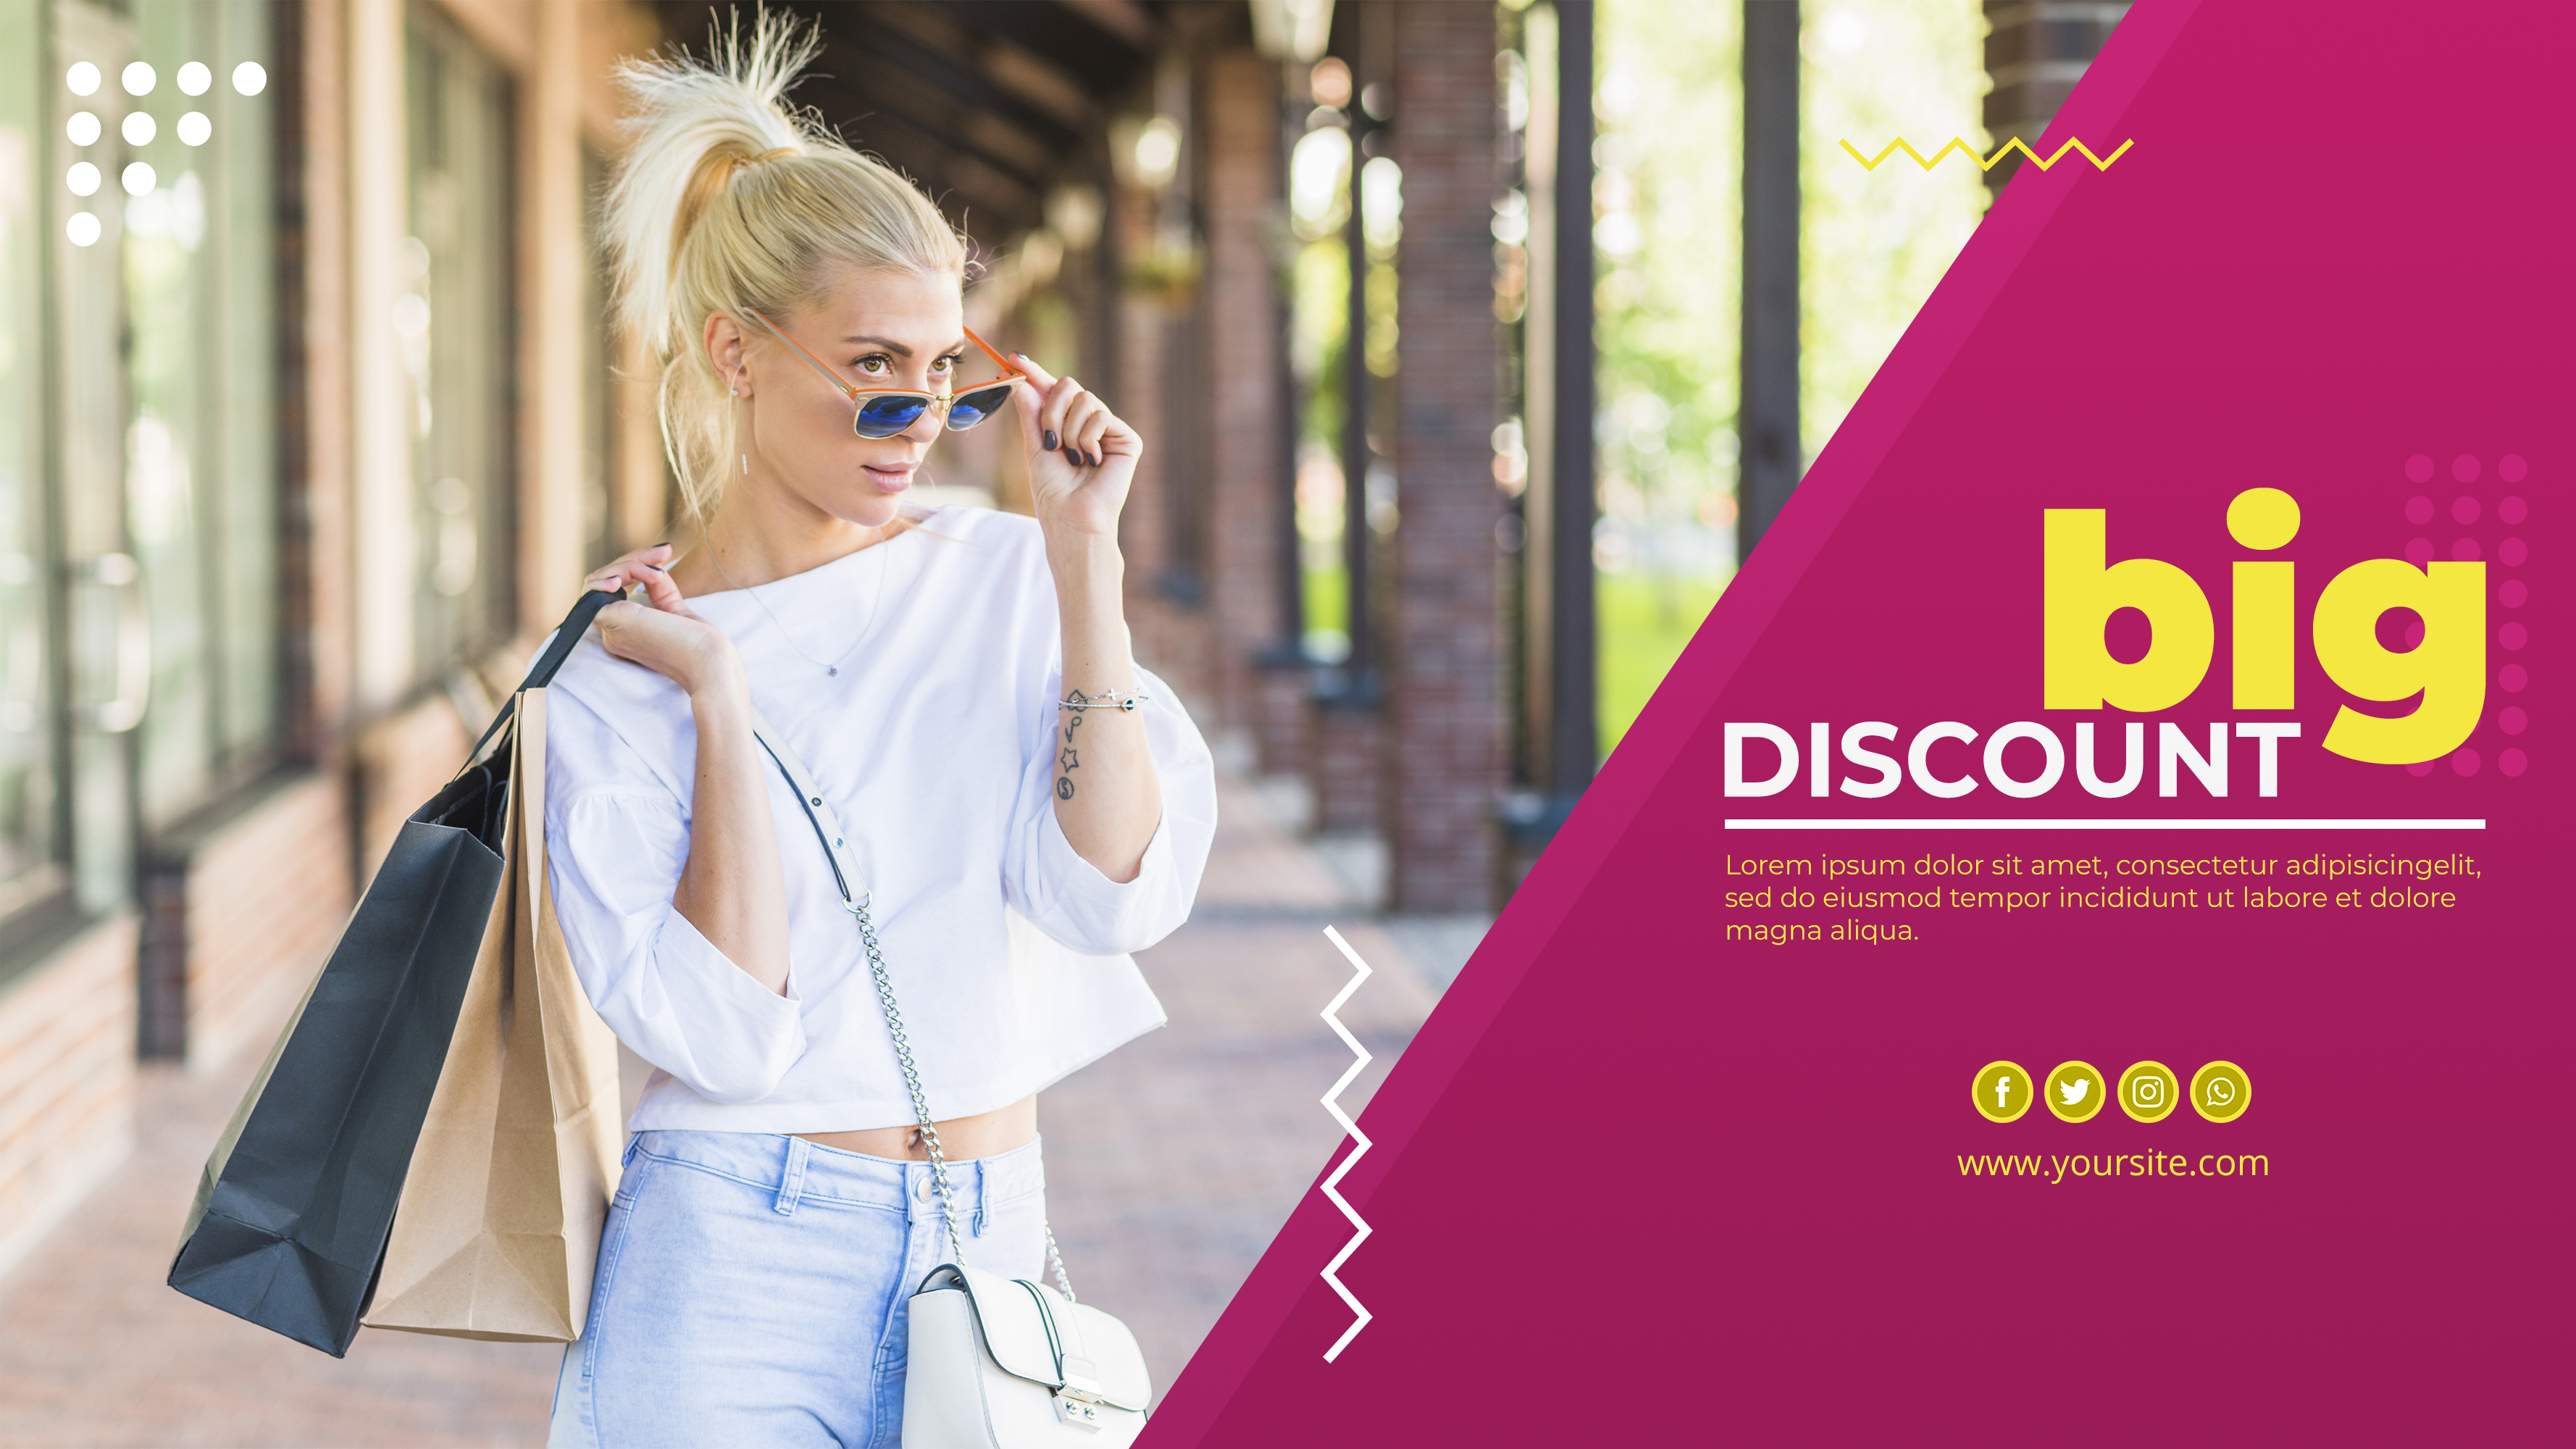 big
DISCOUNT
Lorem ipsum dolor sit amet, consectetur adipisicingelit,
sed do eiusmod tempor incididunt ut labore et dolore
magna aliqua.
www.yoursite.com